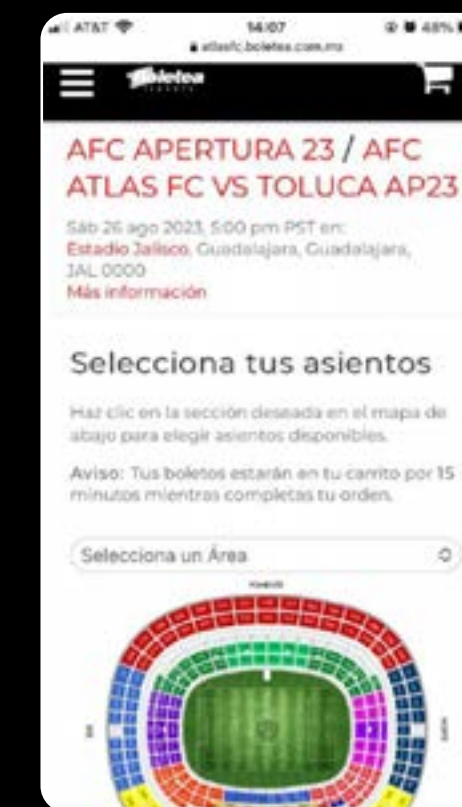 AT&T 14:07 48%
atlasfc.boletea.com.mx
Boletea
AFC APERTURA 23 / AFC
ATLAS FC VS TOLUCA AP23
Sáb 26 ago 2023, 5:00 pm PST en:
Estadio Jalisco, Guadalajara, Guadalajara,
JAL 0000
Más información
Selecciona tus asientos
Haz clic en la sección deseada en el mapa de
abajo para elegir asientos disponibles.
Aviso: Tus boletos estarán en tu carrito por 15
minutos mientras completas tu orden.
Selecciona un Área